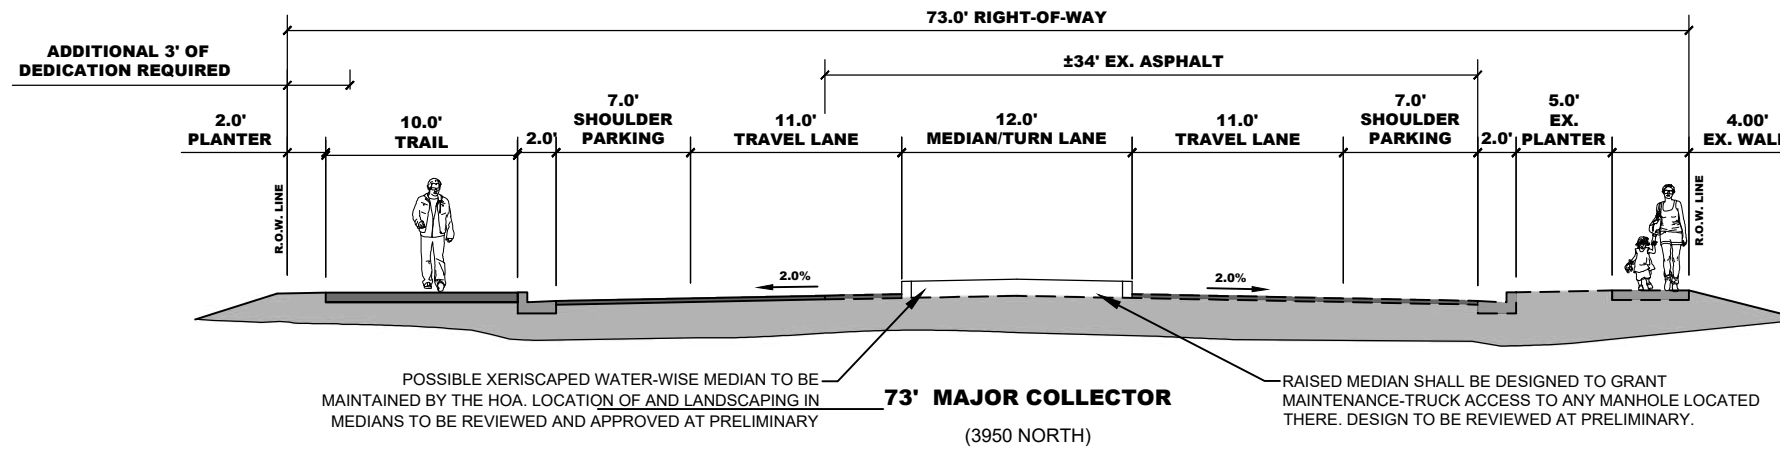 73.0' RIGHT-OF-WAY
ADDITIONAL 3' OF
DEDICATION REQUIRED
±34' EX. ASPHALT
2.0'
PLANTER
10.0'
TRAIL
2.0'
7.0'
SHOULDER
PARKING
11.0'
TRAVEL LANE
12.0'
MEDIAN/TURN LANE
11.0'
TRAVEL LANE
7.0'
SHOULDER
PARKING
2.0'
5.0'
EX.
PLANTER
4.00'
EX. WALK
R.O.W. LINE
R.O.W. LINE
2.0%
2.0%
POSSIBLE XERISCAPED WATER-WISE MEDIAN TO BE
MAINTAINED BY THE HOA. LOCATION OF AND LANDSCAPING IN
MEDIANS TO BE REVIEWED AND APPROVED AT PRELIMINARY
73' MAJOR COLLECTOR
(3950 NORTH)
RAISED MEDIAN SHALL BE DESIGNED TO GRANT
MAINTENANCE-TRUCK ACCESS TO ANY MANHOLE LOCATED
THERE. DESIGN TO BE REVIEWED AT PRELIMINARY.